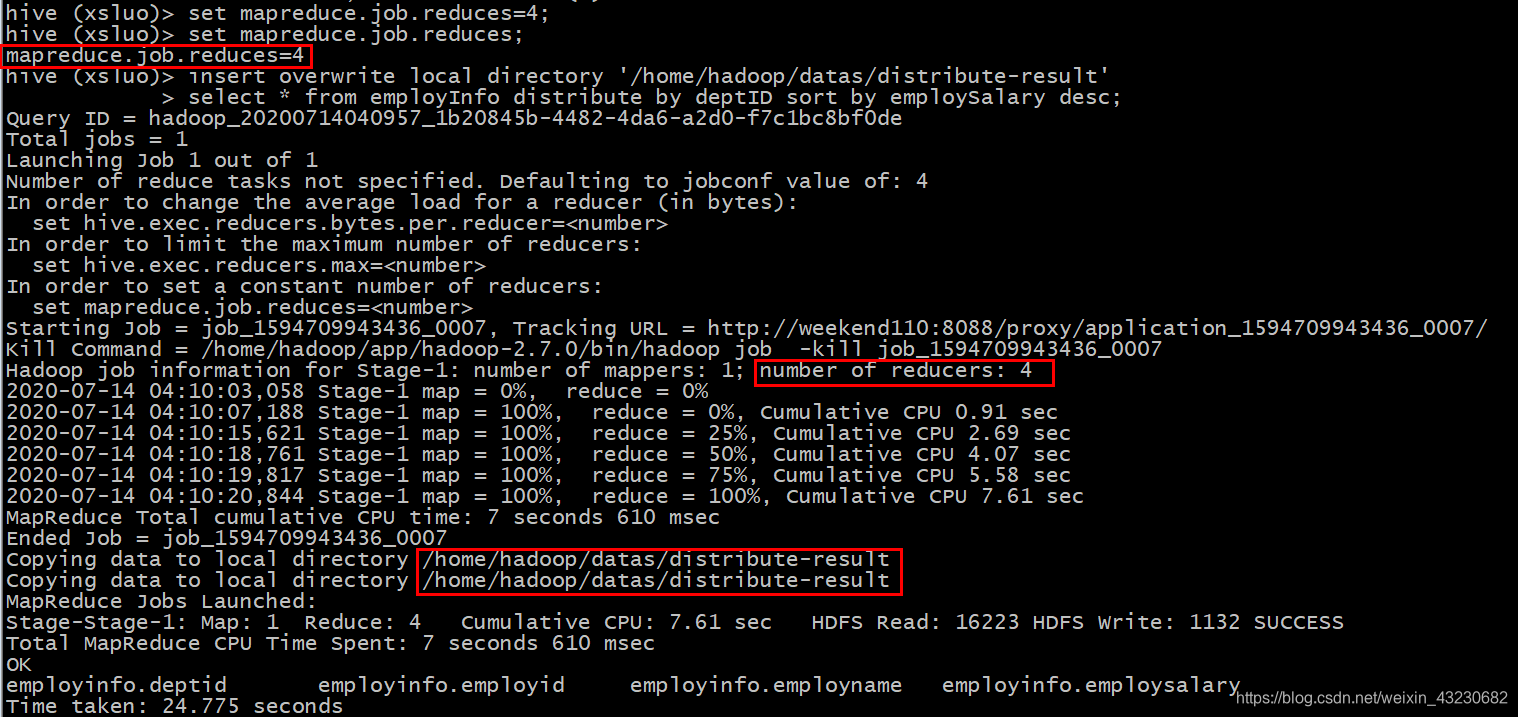 hive (xsluo)> set mapreduce.job.reduces=4;
hive (xsluo)> set mapreduce.job.reduces;
mapreduce.job.reduces=4
hive (xsluo)> insert overwrite local directory '/home/hadoop/datas/distribute-result'
            > select * from employInfo distribute by deptID sort by employSalary desc;
Query ID = hadoop_20200714040957_1b20845b-4482-4da6-a2d0-f7c1bc8bf0de
Total jobs = 1
Launching Job 1 out of 1
Number of reduce tasks not specified. Defaulting to jobconf value of: 4
In order to change the average load for a reducer (in bytes):
  set hive.exec.reducers.bytes.per.reducer=<number>
In order to limit the maximum number of reducers:
  set hive.exec.reducers.max=<number>
In order to set a constant number of reducers:
  set mapreduce.job.reduces=<number>
Starting Job = job_1594709943436_0007, Tracking URL = http://weekend110:8088/proxy/application_1594709943436_0007/
Kill Command = /home/hadoop/app/hadoop-2.7.0/bin/hadoop job  -kill job_1594709943436_0007
Hadoop job information for Stage-1: number of mappers: 1; number of reducers: 4
2020-07-14 04:10:03,058 Stage-1 map = 0%,  reduce = 0%
2020-07-14 04:10:07,188 Stage-1 map = 100%,  reduce = 0%, Cumulative CPU 0.91 sec
2020-07-14 04:10:15,621 Stage-1 map = 100%,  reduce = 25%, Cumulative CPU 2.69 sec
2020-07-14 04:10:18,761 Stage-1 map = 100%,  reduce = 50%, Cumulative CPU 4.07 sec
2020-07-14 04:10:19,817 Stage-1 map = 100%,  reduce = 75%, Cumulative CPU 5.58 sec
2020-07-14 04:10:20,844 Stage-1 map = 100%,  reduce = 100%, Cumulative CPU 7.61 sec
MapReduce Total cumulative CPU time: 7 seconds 610 msec
Ended Job = job_1594709943436_0007
Copying data to local directory /home/hadoop/datas/distribute-result
Copying data to local directory /home/hadoop/datas/distribute-result
MapReduce Jobs Launched:
Stage-Stage-1: Map: 1  Reduce: 4   Cumulative CPU: 7.61 sec   HDFS Read: 16223 HDFS Write: 1132 SUCCESS
Total MapReduce CPU Time Spent: 7 seconds 610 msec
OK
employinfo.deptid       employinfo.employid     employinfo.employname   employinfo.employsalary
Time taken: 24.775 seconds
https://blog.csdn.net/weixin_43230682